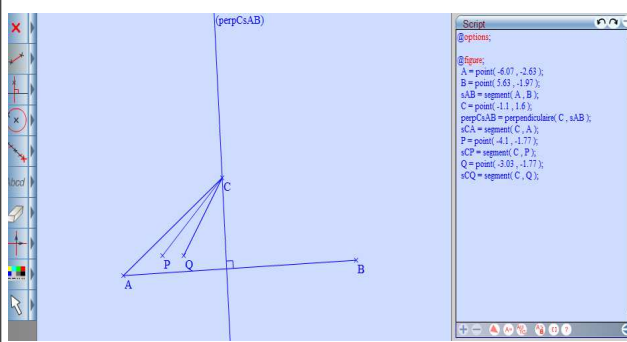 (perpCsAB)
C
P
Q
A
B
Abcd
Script
@options;
@figure;
A = point( -6.07 , -2.63 );
B = point( 5.63 , -1.97 );
sAB = segment( A , B );
C = point( -1.1 , 1.6 );
perpCsAB = perpendiculaire( C , sAB );
sCA = segment( C , A );
P = point( -4.1 , -1.77 );
sCP = segment( C , P );
Q = point( -3.03 , -1.77 );
sCQ = segment( C , Q );